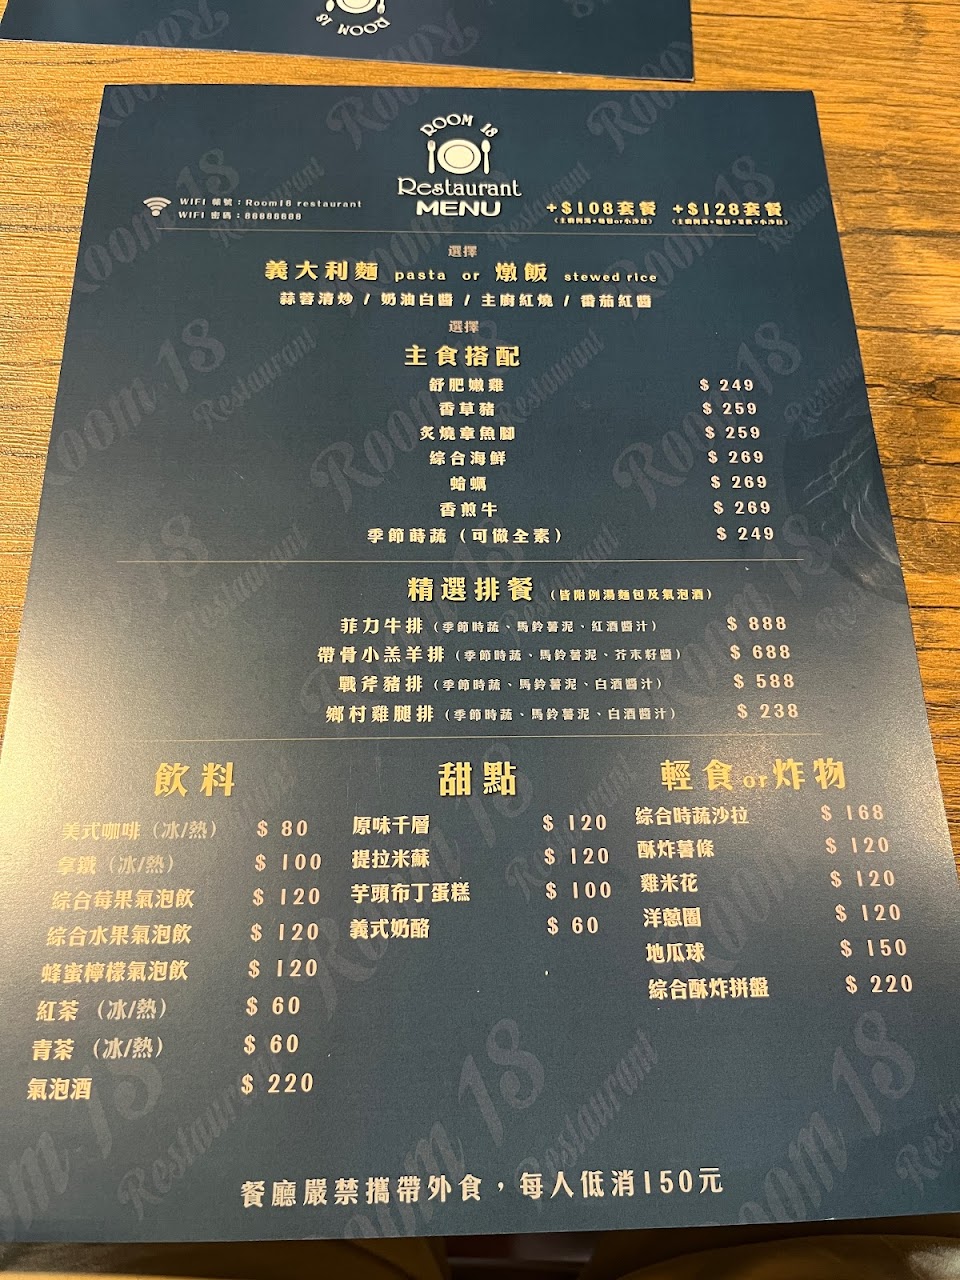 ROOM 18
ROOM 18
Restaurant
MENU
WIFI 帳號：Room18 restaurant
WIFI 密碼：88888888
+$108套餐 +$128套餐
選擇
義大利麵 pasta or 燉飯 stewed rice
蒜蓉清炒 / 奶油白醬 / 主廚紅燒 / 番茄紅醬
選擇
主食搭配
舒肥嫩雞 $ 249
香草豬 $ 259
炙燒章魚腳 $ 259
綜合海鮮 $ 269
蛤蠣 $ 269
香煎牛 $ 269
季節蒔蔬（可做全素） $ 249
精選排餐（皆附例湯麵包及氣泡酒）
菲力牛排（季節時蔬、馬鈴薯泥、紅酒醬汁） $ 888
帶骨小羔羊排（季節時蔬、馬鈴薯泥、芥末籽醬） $ 688
戰斧豬排（季節時蔬、馬鈴薯泥、白酒醬汁） $ 588
鄉村雞腿排（季節時蔬、馬鈴薯泥、白酒醬汁） $ 238
飲料
美式咖啡（冰/熱） $ 80
拿鐵（冰/熱） $ 100
綜合莓果氣泡飲 $ 120
綜合水果氣泡飲 $ 120
蜂蜜檸檬氣泡飲 $ 120
紅茶 （冰/熱） $ 60
青茶 （冰/熱） $ 60
氣泡酒 $ 220
甜點
原味千層 $ 120
提拉米蘇 $ 120
芋頭布丁蛋糕 $ 100
義式奶酪 $ 60
輕食or炸物
綜合時蔬沙拉 $ 168
酥炸薯條 $ 120
雞米花 $ 120
洋蔥圈 $ 120
地瓜球 $ 150
綜合酥炸拼盤 $ 220
餐廳嚴禁攜帶外食，每人低消150元